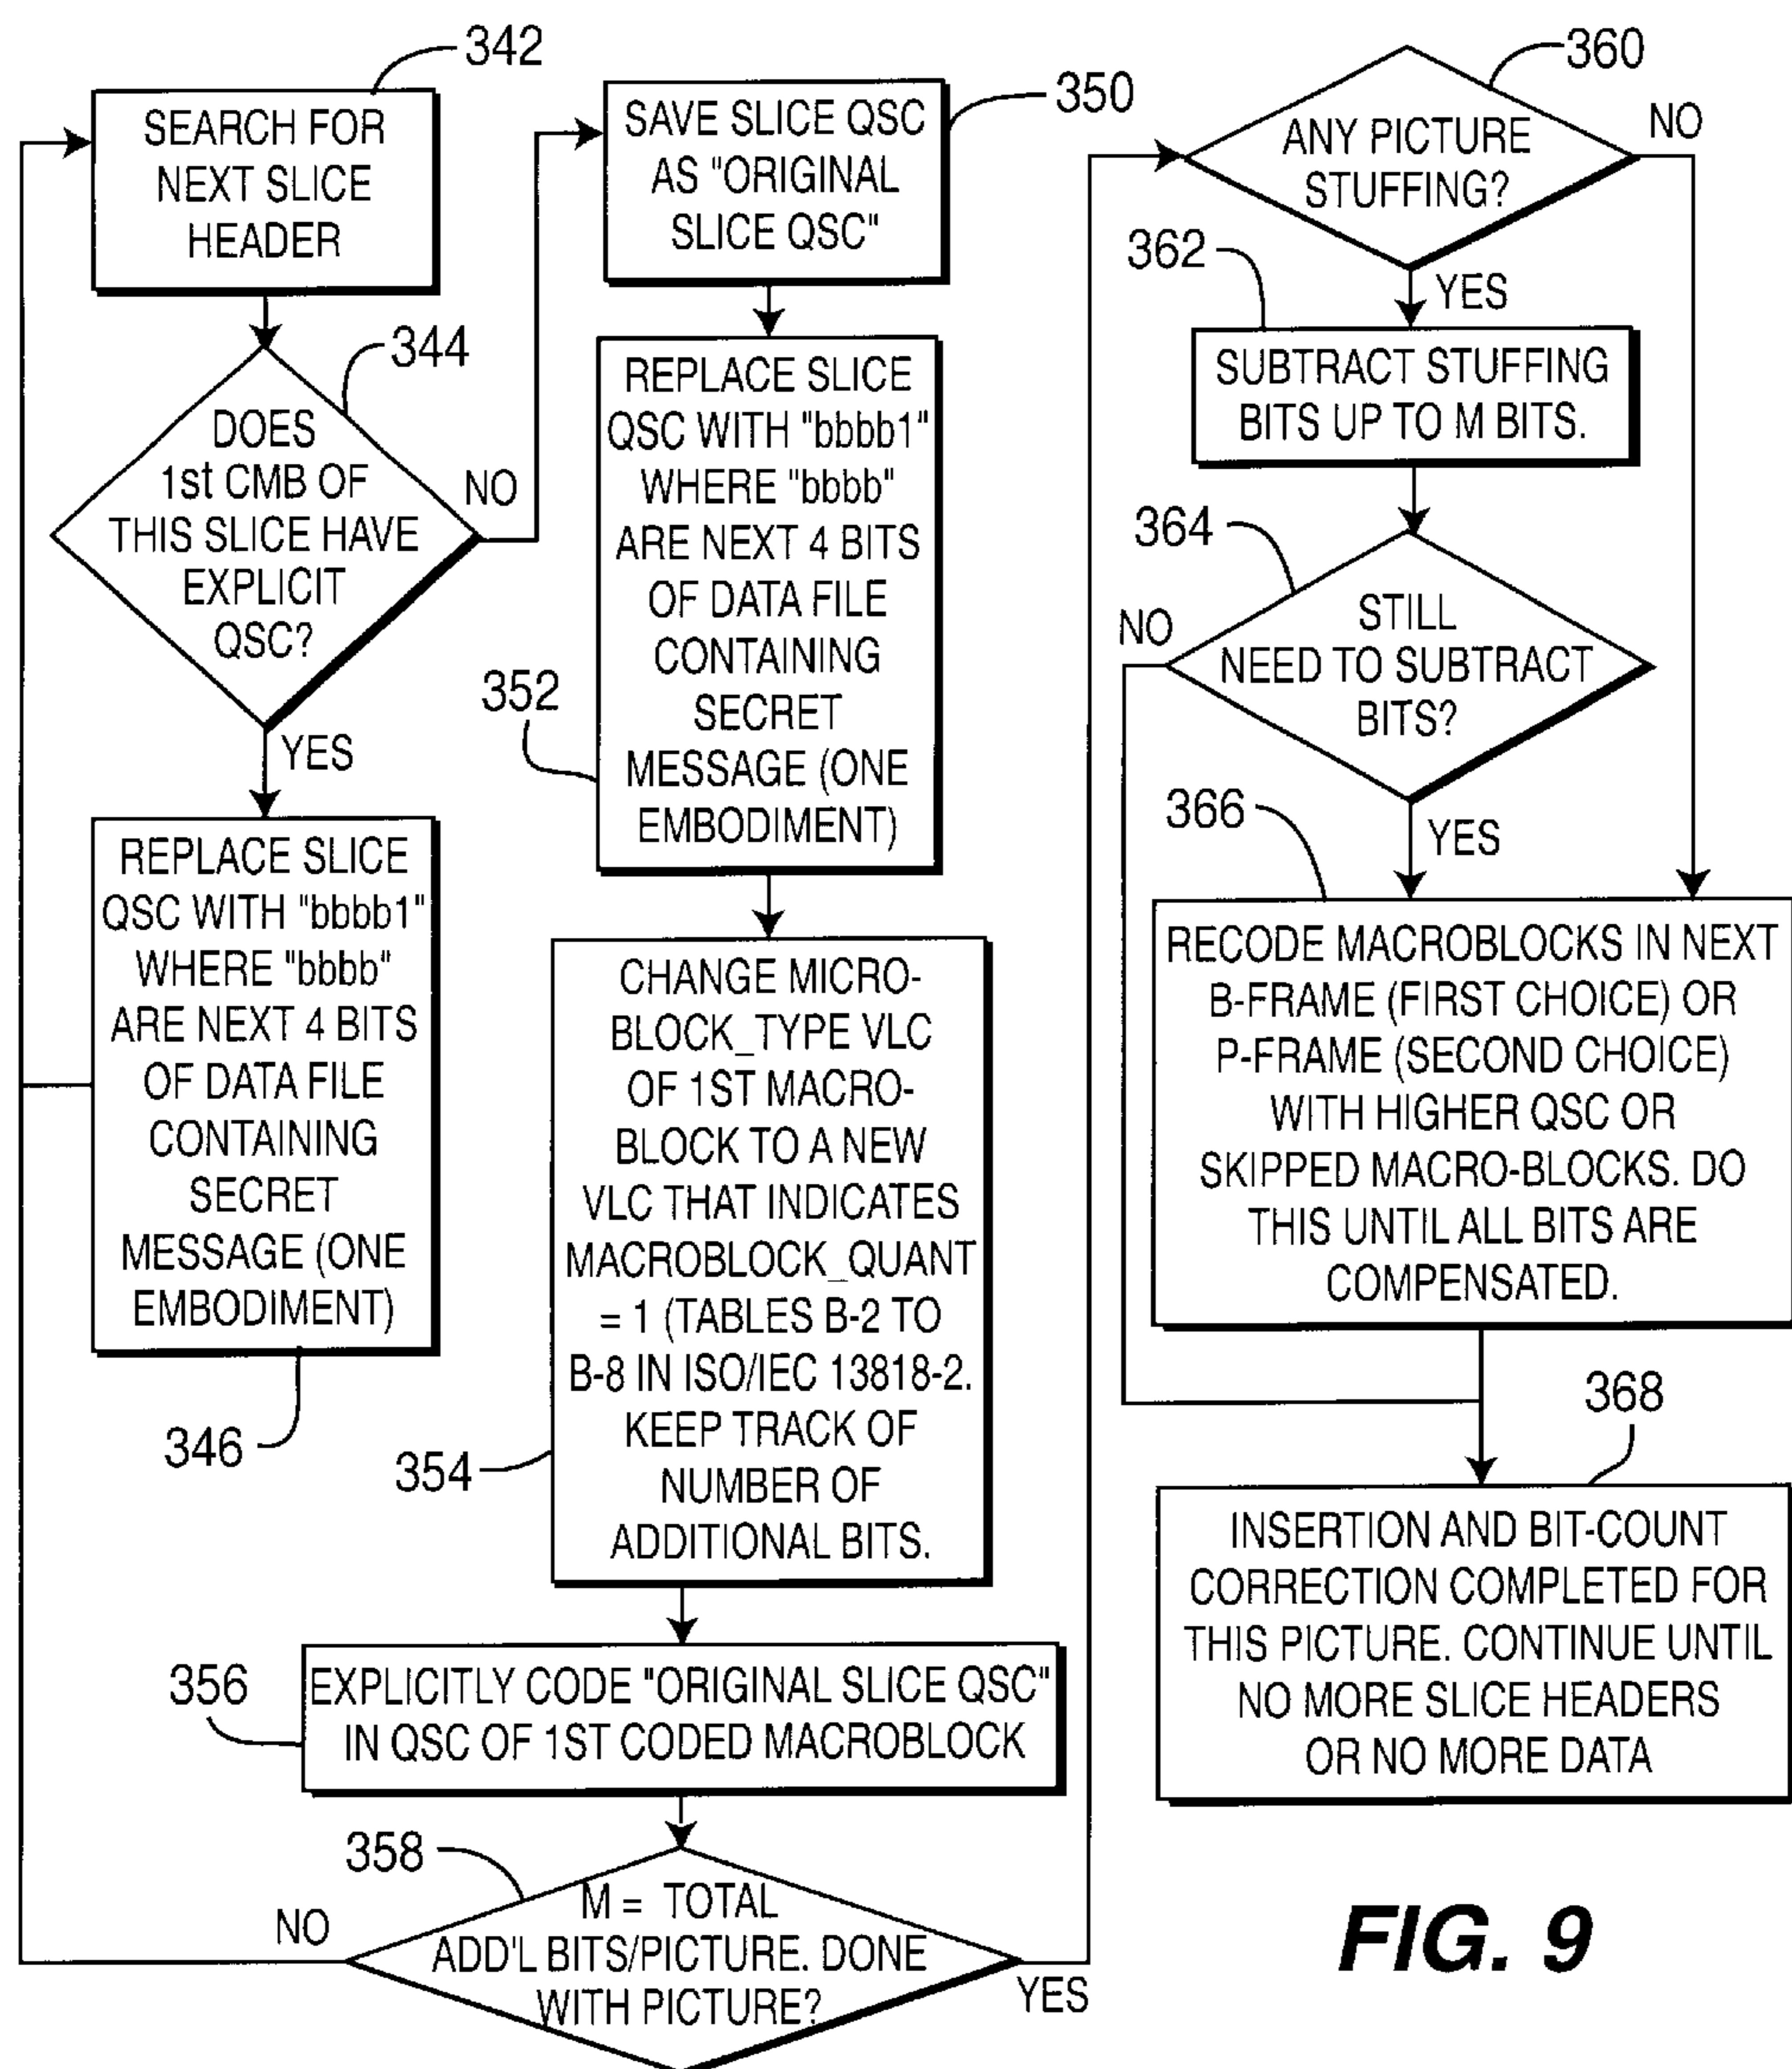 342
SEARCH FOR
NEXT SLICE
HEADER
344
DOES
1st CMB OF
THIS SLICE HAVE
EXPLICIT
QSC?
NO
YES
REPLACE SLICE
QSC WITH "bbbb1"
WHERE "bbbb"
ARE NEXT 4 BITS
OF DATA FILE
CONTAINING
SECRET
MESSAGE (ONE
EMBODIMENT)
346
350
SAVE SLICE QSC
AS "ORIGINAL
SLICE QSC"
352
REPLACE SLICE
QSC WITH "bbbb1"
WHERE "bbbb"
ARE NEXT 4 BITS
OF DATA FILE
CONTAINING
SECRET
MESSAGE (ONE
EMBODIMENT)
354
CHANGE MICRO-
BLOCK_TYPE VLC
OF 1ST MACRO-
BLOCK TO A NEW
VLC THAT INDICATES
MACROBLOCK_QUANT
= 1 (TABLES B-2 TO
B-8 IN ISO/IEC 13818-2.
KEEP TRACK OF
NUMBER OF
ADDITIONAL BITS.
356
EXPLICITLY CODE "ORIGINAL SLICE QSC"
IN QSC OF 1ST CODED MACROBLOCK
358
M = TOTAL
ADD'L BITS/PICTURE. DONE
WITH PICTURE?
NO
YES
360
ANY PICTURE
STUFFING?
NO
YES
362
SUBTRACT STUFFING
BITS UP TO M BITS.
364
STILL
NEED TO SUBTRACT
BITS?
NO
YES
366
RECODE MACROBLOCKS IN NEXT
B-FRAME (FIRST CHOICE) OR
P-FRAME (SECOND CHOICE)
WITH HIGHER QSC OR
SKIPPED MACRO-BLOCKS. DO
THIS UNTIL ALL BITS ARE
COMPENSATED.
368
INSERTION AND BIT-COUNT
CORRECTION COMPLETED FOR
THIS PICTURE. CONTINUE UNTIL
NO MORE SLICE HEADERS
OR NO MORE DATA
FIG. 9